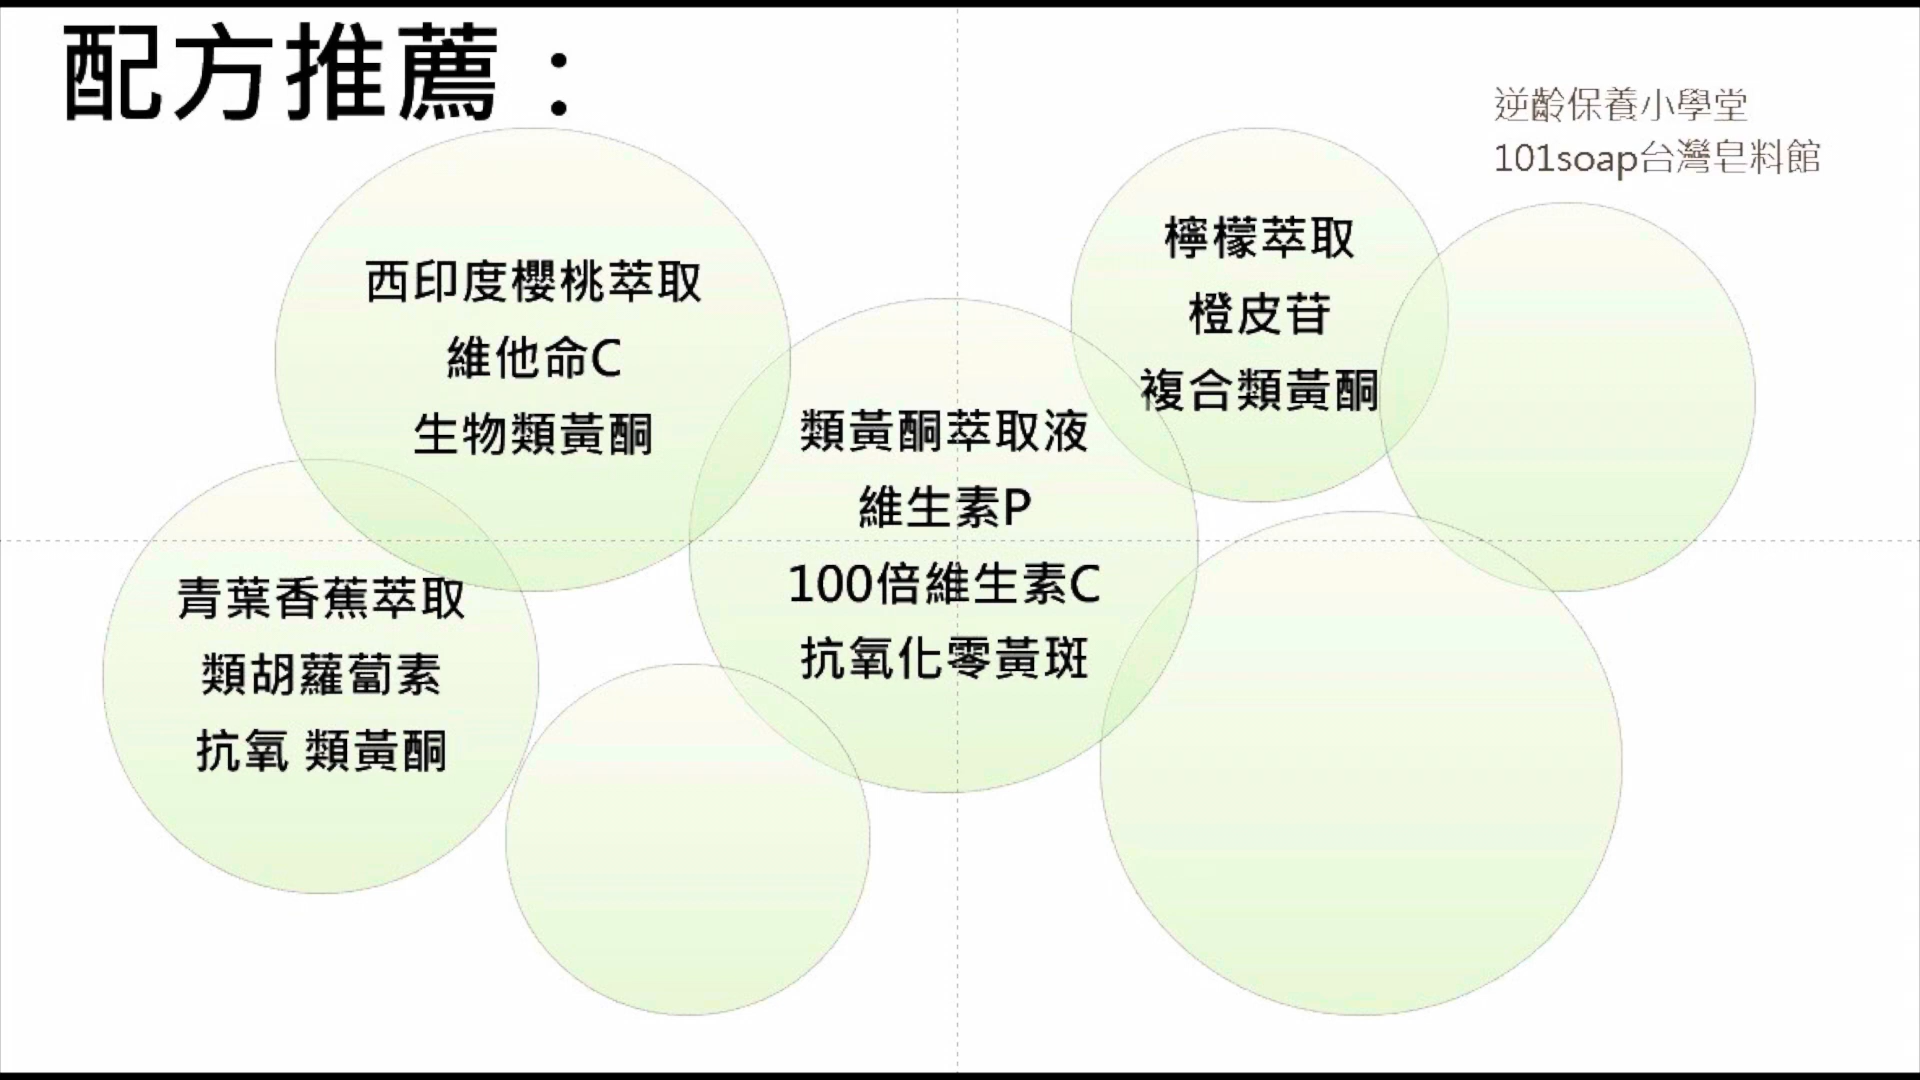 配方推薦：
逆齡保養小學堂
101soap台灣皂料館
西印度櫻桃萃取
維他命C
生物類黃酮
檸檬萃取
橙皮苷
複合類黃酮
類黃酮萃取液
維生素P
100倍維生素C
抗氧化零黃斑
青葉香蕉萃取
類胡蘿蔔素
抗氧 類黃酮